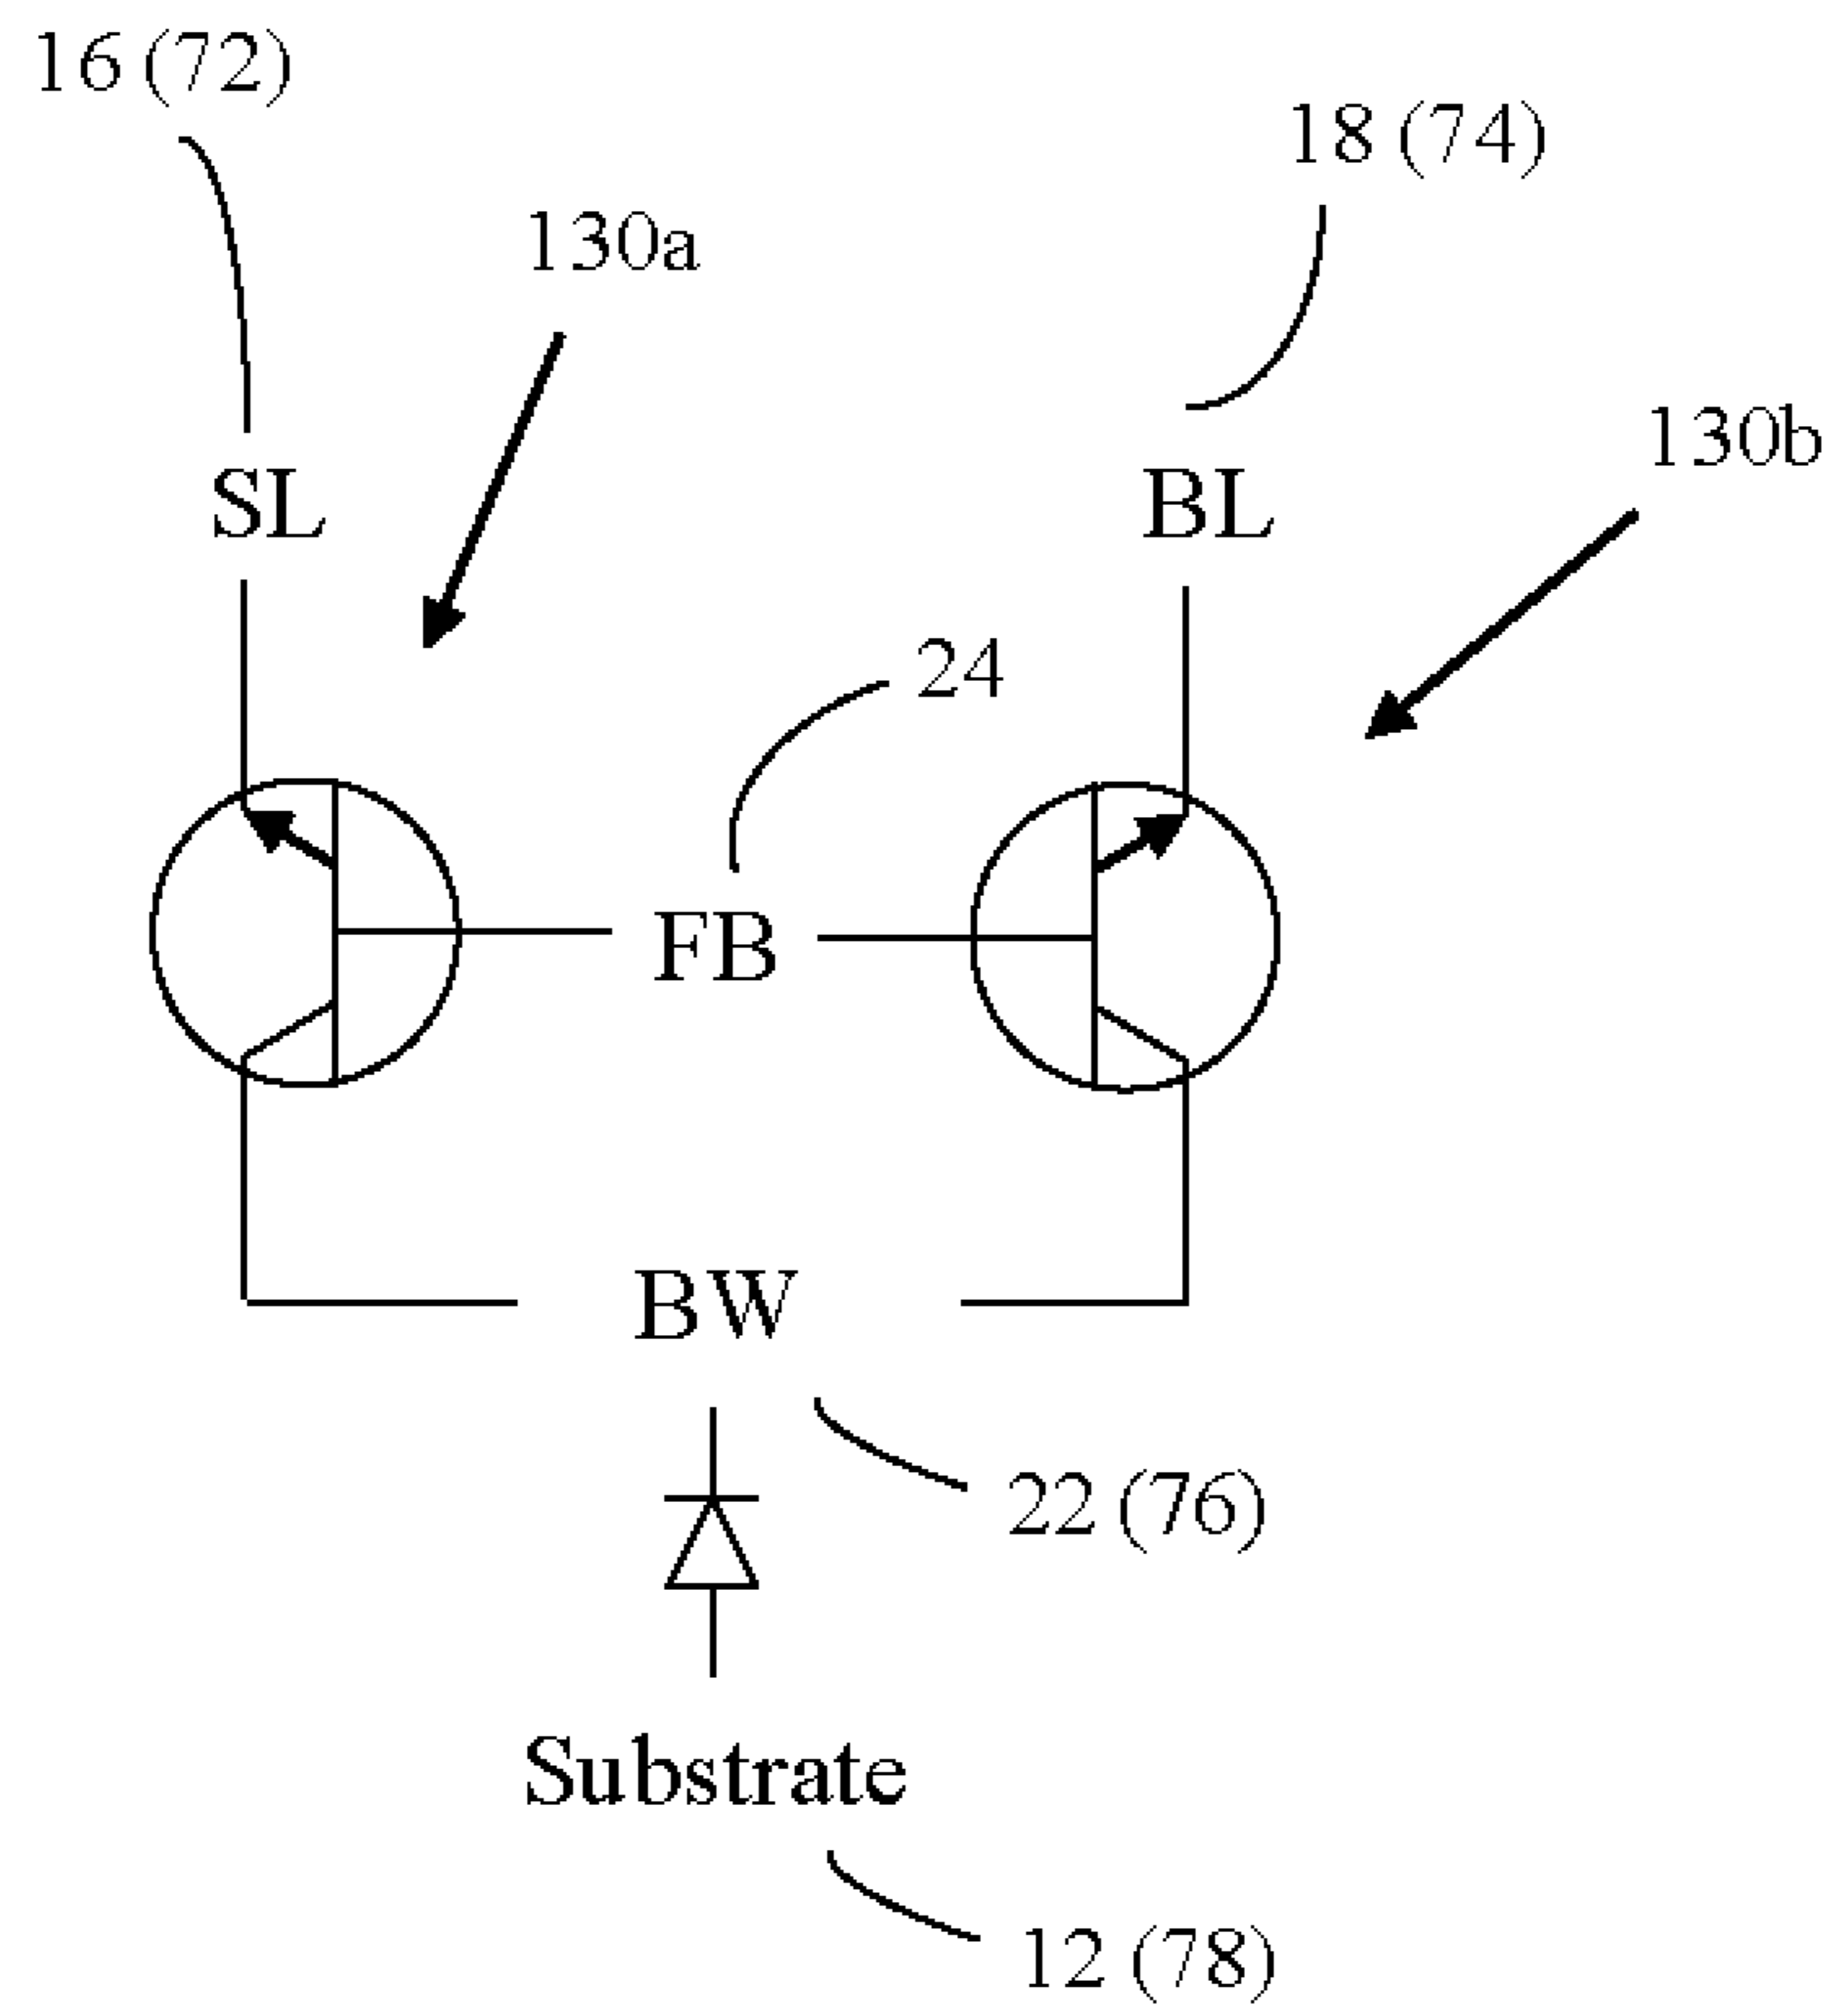 16 (72)
18 (74)
130a
130b
SL
BL
24
FB
BW
22 (76)
Substrate
12 (78)